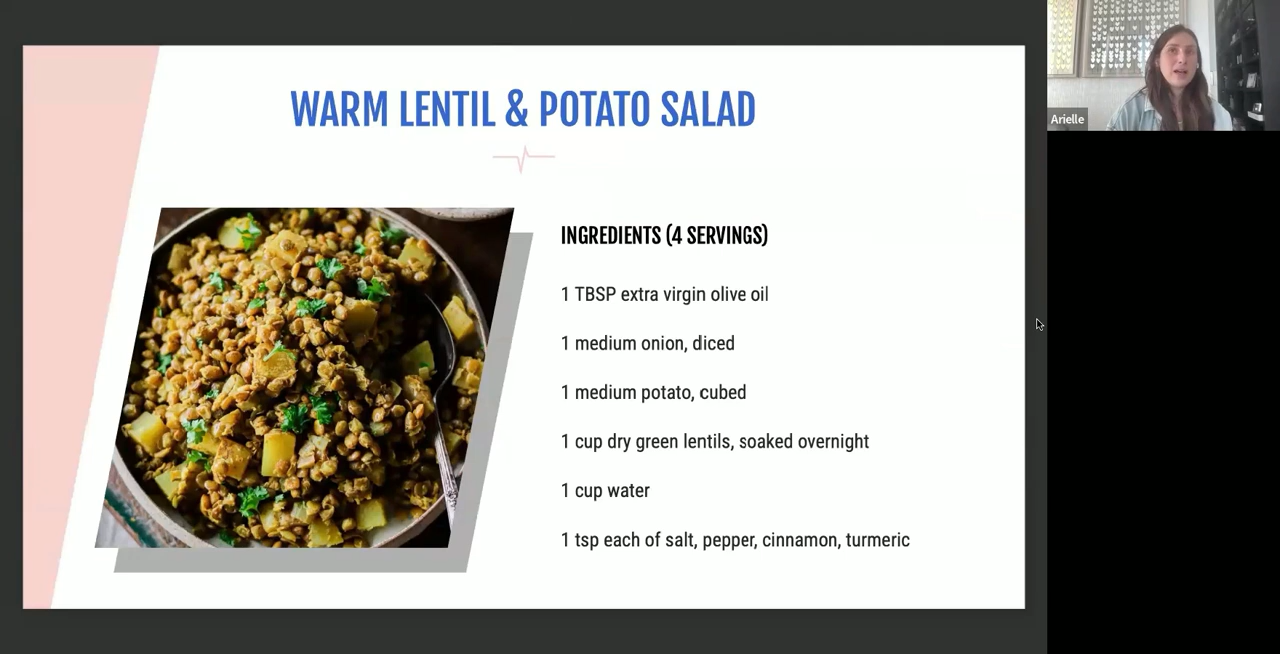 WARM LENTIL & POTATO SALAD
Arielle
INGREDIENTS (4 SERVINGS)
1 TBSP extra virgin olive oil
1 medium onion, diced
1 medium potato, cubed
1 cup dry green lentils, soaked overnight
1 cup water
1 tsp each of salt, pepper, cinnamon, turmeric